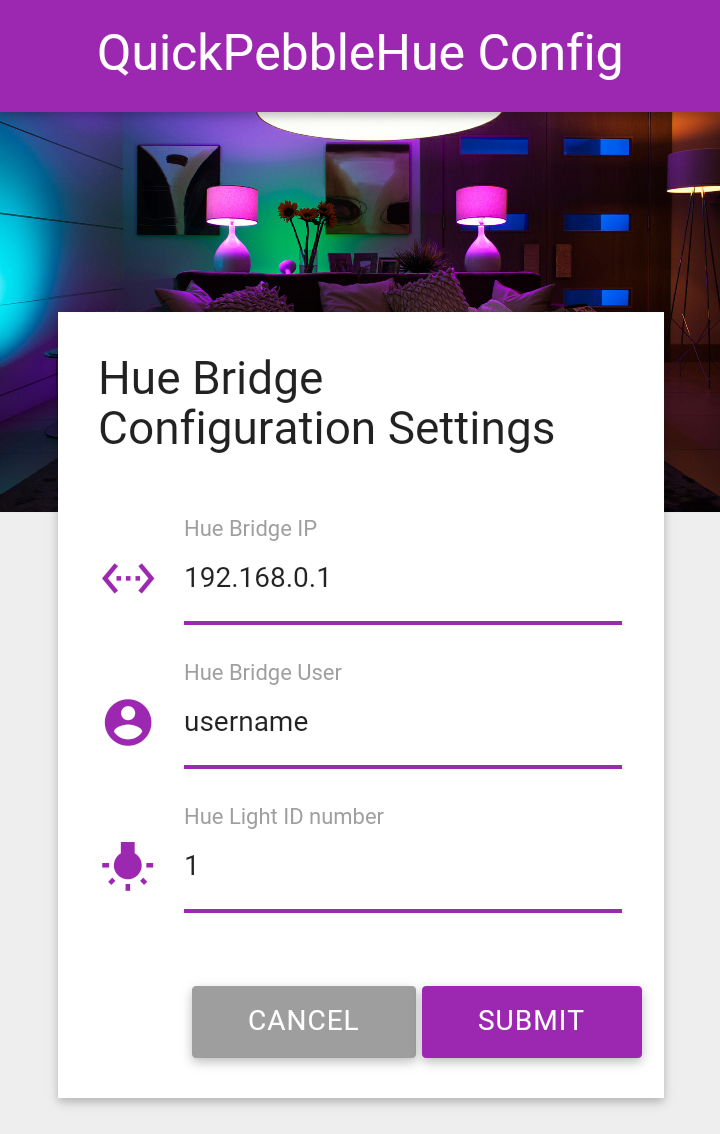 QuickPebbleHue Config
Hue Bridge
Configuration Settings
Hue Bridge IP
192.168.0.1
Hue Bridge User
username
Hue Light ID number
1
CANCEL SUBMIT